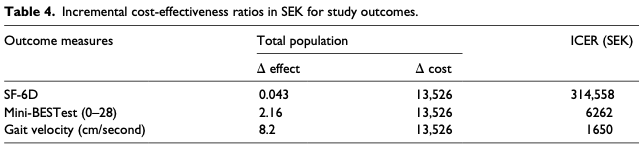 Table 4. Incremental cost-effectiveness ratios in SEK for study outcomes.
Outcome measures Total population ICER (SEK)
Δ effect Δ cost
SF-6D 0.043 13,526 314,558
Mini-BESTest (0–28) 2.16 13,526 6262
Gait velocity (cm/second) 8.2 13,526 1650